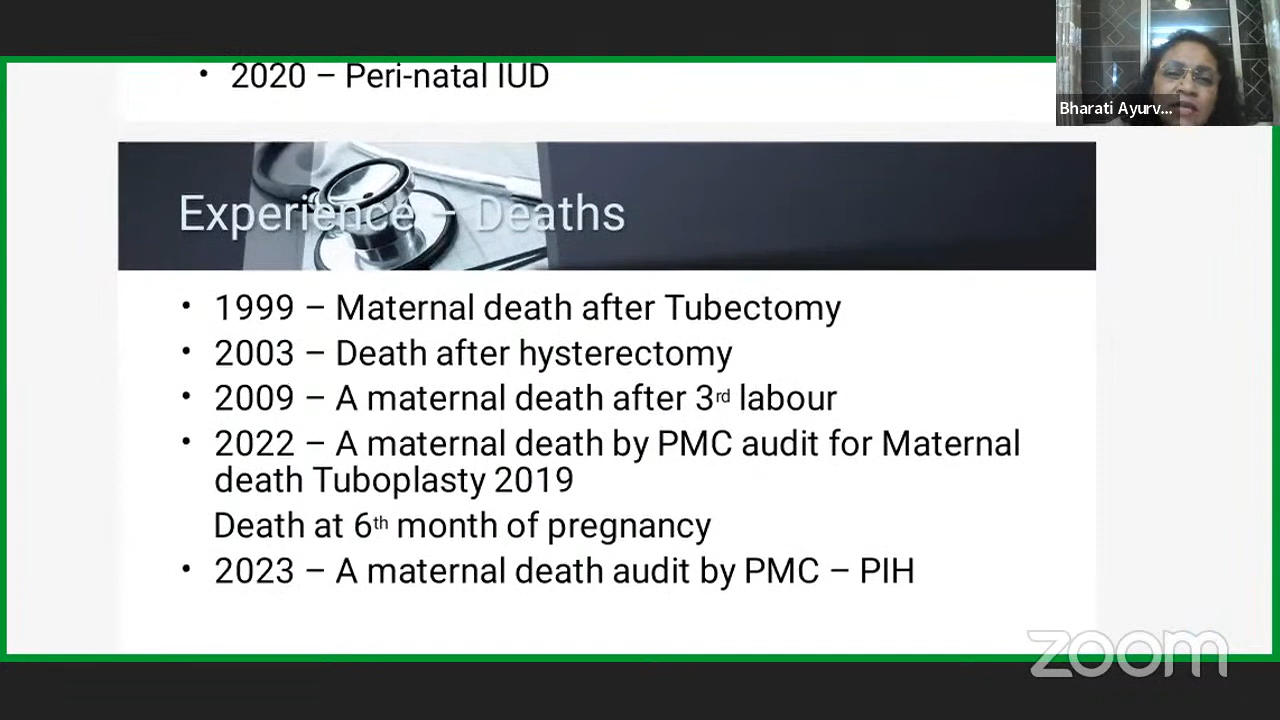 • 2020 – Peri-natal IUD
Bharati Ayurv...
Experience – Deaths
• 1999 – Maternal death after Tubectomy
• 2003 – Death after hysterectomy
• 2009 – A maternal death after 3rd labour
• 2022 – A maternal death by PMC audit for Maternal
death Tuboplasty 2019
Death at 6th month of pregnancy
• 2023 – A maternal death audit by PMC – PIH
zoom